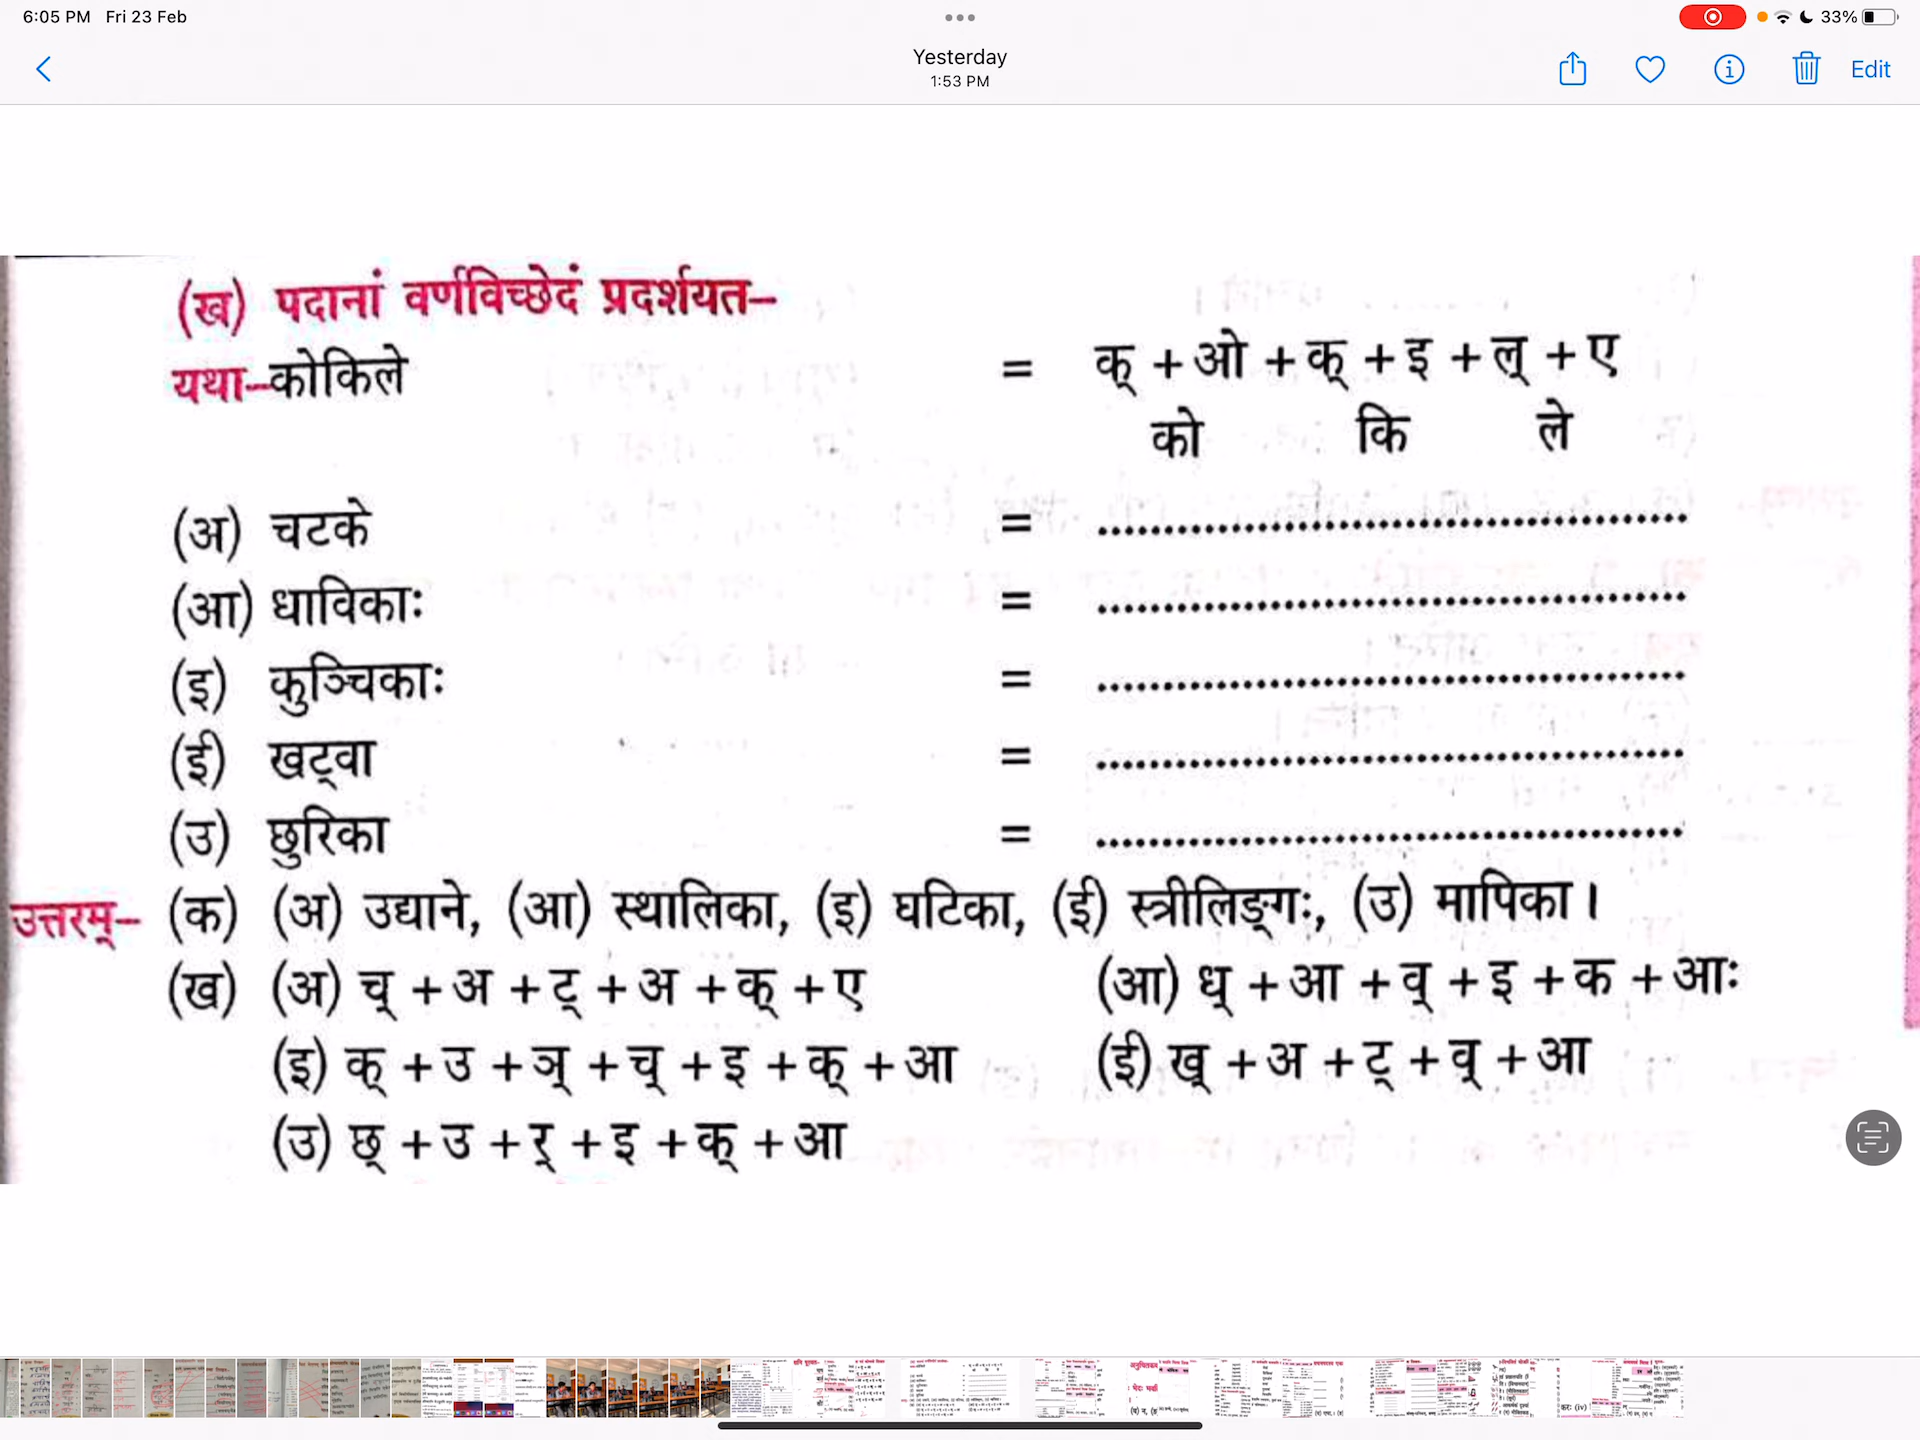 6:05 PM Fri 23 Feb
33%
Yesterday
1:53 PM
Edit
(ख) पदानां वर्णविच्छेदं प्रदर्शयत–
यथा–कोकिले = क् + ओ + क् + इ + ल् + ए
को कि ले
(अ) चटके = ........................................
(आ) धाविकाः = ........................................
(इ) कुञ्चिकाः = ........................................
(ई) खट्वा = ........................................
(उ) छुरिका = ........................................
उत्तरम्– (क) (अ) उद्याने, (आ) स्थालिका, (इ) घटिका, (ई) स्त्रीलिङ्गः, (उ) मापिका ।
(ख) (अ) च् + अ + ट् + अ + क् + ए (आ) ध् + आ + व् + इ + क + आः
(इ) क् + उ + ञ् + च् + इ + क् + आ (ई) ख् + अ + ट् + व् + आ
(उ) छ् + उ + र् + इ + क् + आ